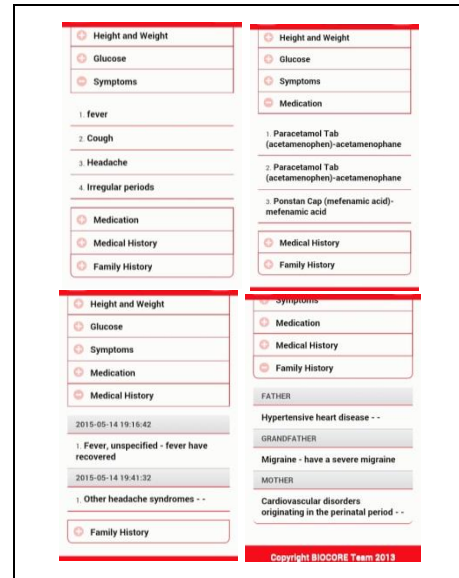 Height and Weight
Glucose
Symptoms
1. fever
2. Cough
3. Headache
4. Irregular periods
Medication
Medical History
Family History
Height and Weight
Glucose
Symptoms
Medication
1. Paracetamol Tab
(acetamenophen)-acetamenophane
2. Paracetamol Tab
(acetamenophen)-acetamenophane
3. Ponstan Cap (mefenamic acid)-
mefenamic acid
Medical History
Family History
Height and Weight
Glucose
Symptoms
Medication
Medical History
2015-05-14 19:16:42
1. Fever, unspecified - fever have
recovered
2015-05-14 19:41:32
1. Other headache syndromes - -
Family History
Symptoms
Medication
Medical History
Family History
FATHER
Hypertensive heart disease - -
GRANDFATHER
Migraine - have a severe migraine
MOTHER
Cardiovascular disorders
originating in the perinatal period - -
Copyright BIOCORE Team 2013